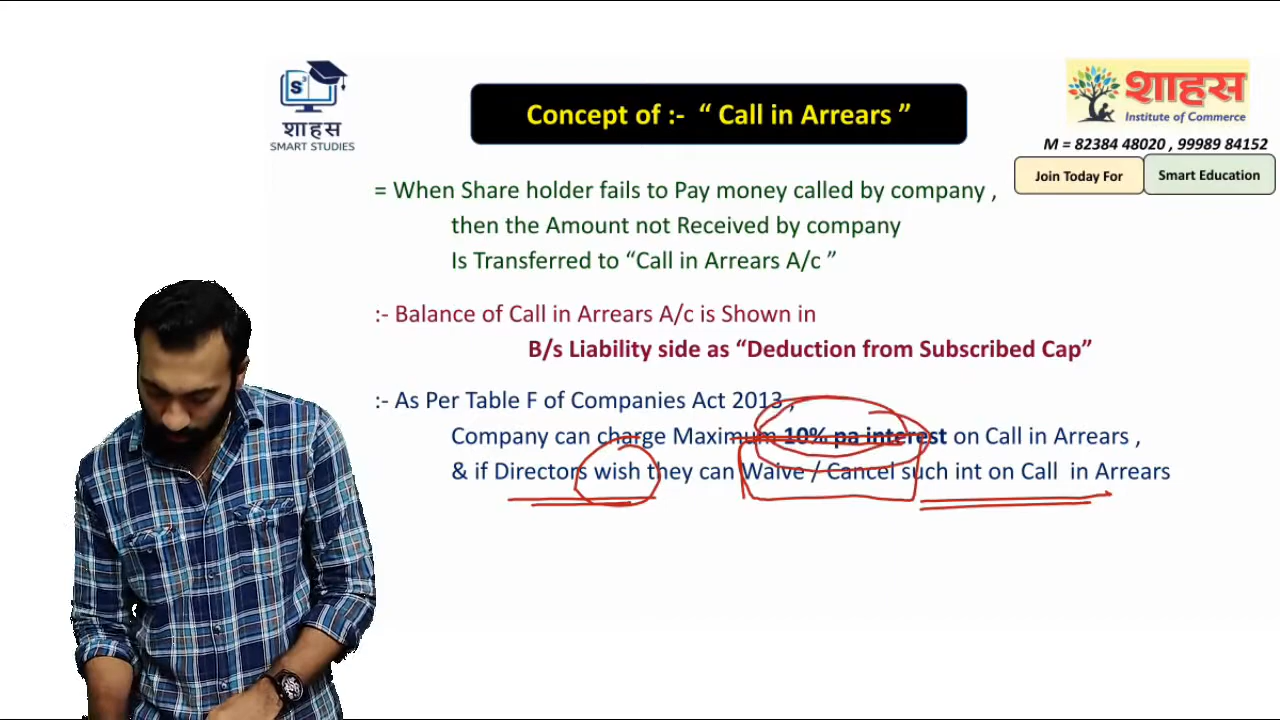 S³
शाहस
SMART STUDIES
Concept of :- “ Call in Arrears ”
शाहस
Institute of Commerce
M = 82384 48020 , 99989 84152
Join Today For
Smart Education
= When Share holder fails to Pay money called by company ,
then the Amount not Received by company
Is Transferred to “Call in Arrears A/c ”
:- Balance of Call in Arrears A/c is Shown in
B/s Liability side as “Deduction from Subscribed Cap”
:- As Per Table F of Companies Act 2013 ,
Company can charge Maximum 10% pa interest on Call in Arrears ,
& if Directors wish they can Waive / Cancel such int on Call in Arrears